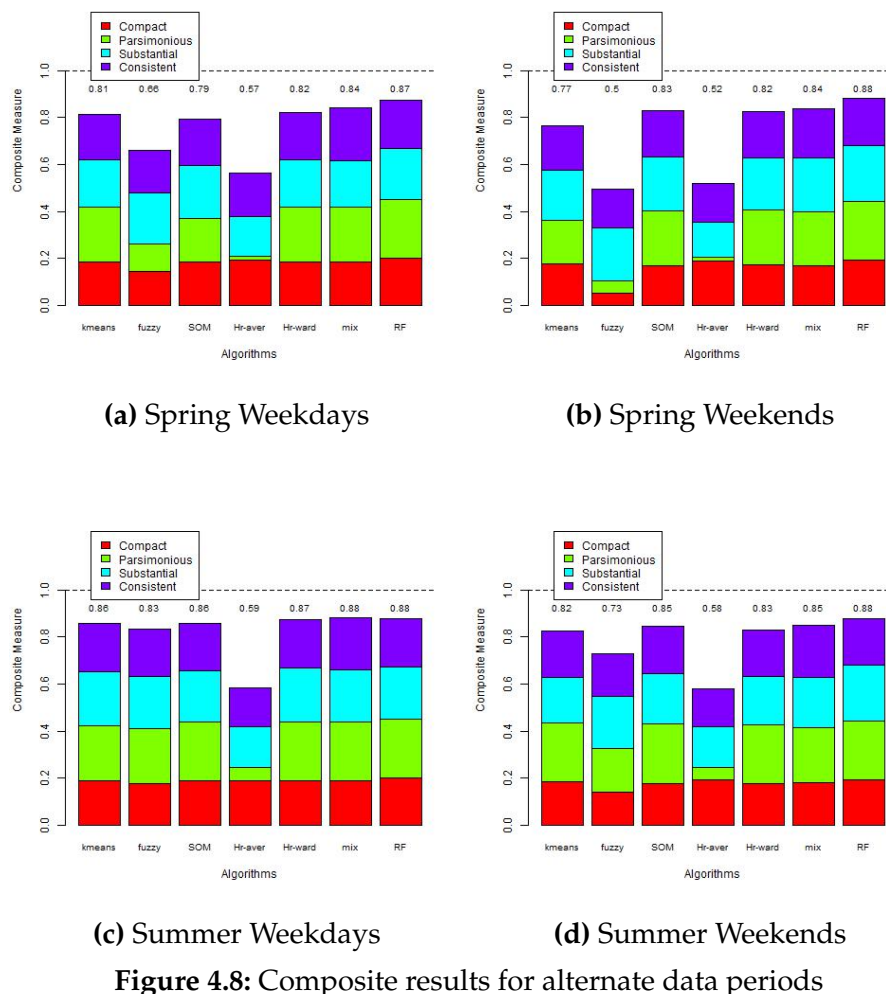 Compact
Parsimonious
Substantial
Consistent
Composite Measure
0.0 0.2 0.4 0.6 0.8 1.0
0.81 0.66 0.79 0.57 0.82 0.84 0.87
kmeans fuzzy SOM Hr-aver Hr-ward mix RF
Algorithms
(a) Spring Weekdays
Compact
Parsimonious
Substantial
Consistent
Composite Measure
0.0 0.2 0.4 0.6 0.8 1.0
0.77 0.5 0.83 0.52 0.82 0.84 0.88
kmeans fuzzy SOM Hr-aver Hr-ward mix RF
Algorithms
(b) Spring Weekends
Compact
Parsimonious
Substantial
Consistent
Composite Measure
0.0 0.2 0.4 0.6 0.8 1.0
0.86 0.83 0.86 0.59 0.87 0.88 0.88
kmeans fuzzy SOM Hr-aver Hr-ward mix RF
Algorithms
(c) Summer Weekdays
Compact
Parsimonious
Substantial
Consistent
Composite Measure
0.0 0.2 0.4 0.6 0.8 1.0
0.82 0.73 0.85 0.58 0.83 0.85 0.88
kmeans fuzzy SOM Hr-aver Hr-ward mix RF
Algorithms
(d) Summer Weekends
Figure 4.8: Composite results for alternate data periods